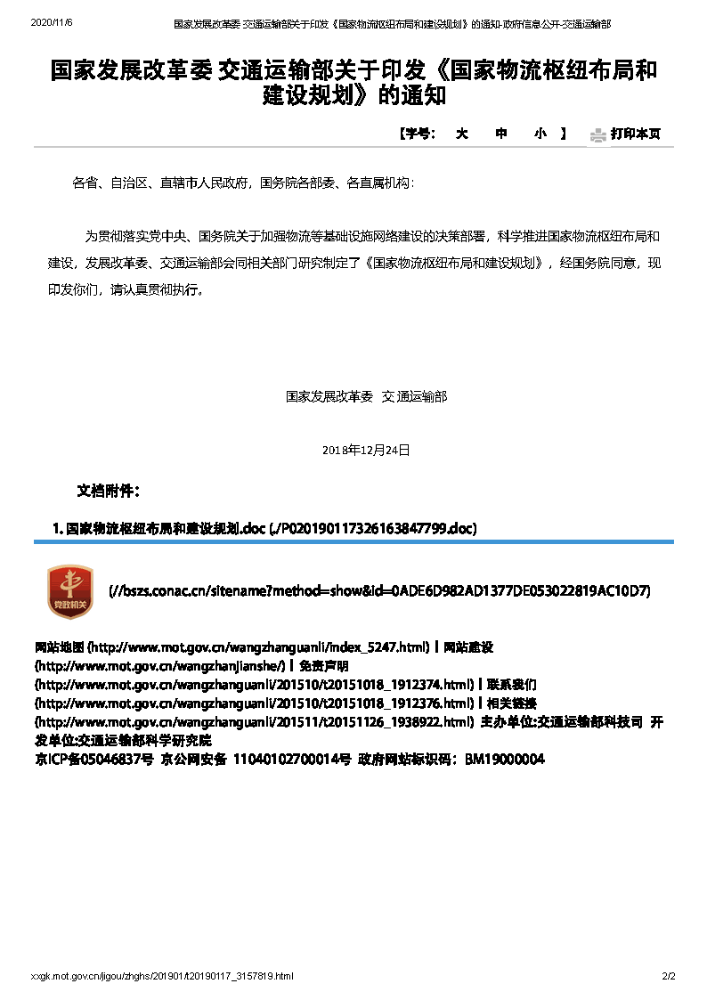 2020/11/6
国家发展改革委 交通运输部关于印发《国家物流枢纽布局和建设规划》的通知-政府信息公开-交通运输部
国家发展改革委 交通运输部关于印发《国家物流枢纽布局和
建设规划》的通知
【字号： 大 中 小 】 打印本页
各省、自治区、直辖市人民政府，国务院各部委、各直属机构：
为贯彻落实党中央、国务院关于加强物流等基础设施网络建设的决策部署，科学推进国家物流枢纽布局和
建设，发展改革委、交通运输部会同相关部门研究制定了《国家物流枢纽布局和建设规划》，经国务院同意，现
印发你们，请认真贯彻执行。
国家发展改革委 交通运输部
2018年12月24日
文档附件：
1. 国家物流枢纽布局和建设规划.doc (./P020190117326163847799.doc)
党政机关
(//bszs.conac.cn/sitename?method=show&id=0ADE6D982AD1377DE053022819AC10D7)
网站地图 (http://www.mot.gov.cn/wangzhanguanli/index_5247.html) | 网站建设
(http://www.mot.gov.cn/wangzhanjianshe/) | 免责声明
(http://www.mot.gov.cn/wangzhanguanli/201510/t20151018_1912374.html) | 联系我们
(http://www.mot.gov.cn/wangzhanguanli/201510/t20151018_1912376.html) | 相关链接
(http://www.mot.gov.cn/wangzhanguanli/201511/t20151126_1938922.html) 主办单位:交通运输部科技司 开
发单位:交通运输部科学研究院
京ICP备05046837号 京公网安备 11040102700014号 政府网站标识码：BM19000004
xxgk.mot.gov.cn/jigou/zhghs/201901/t20190117_3157819.html
2/2